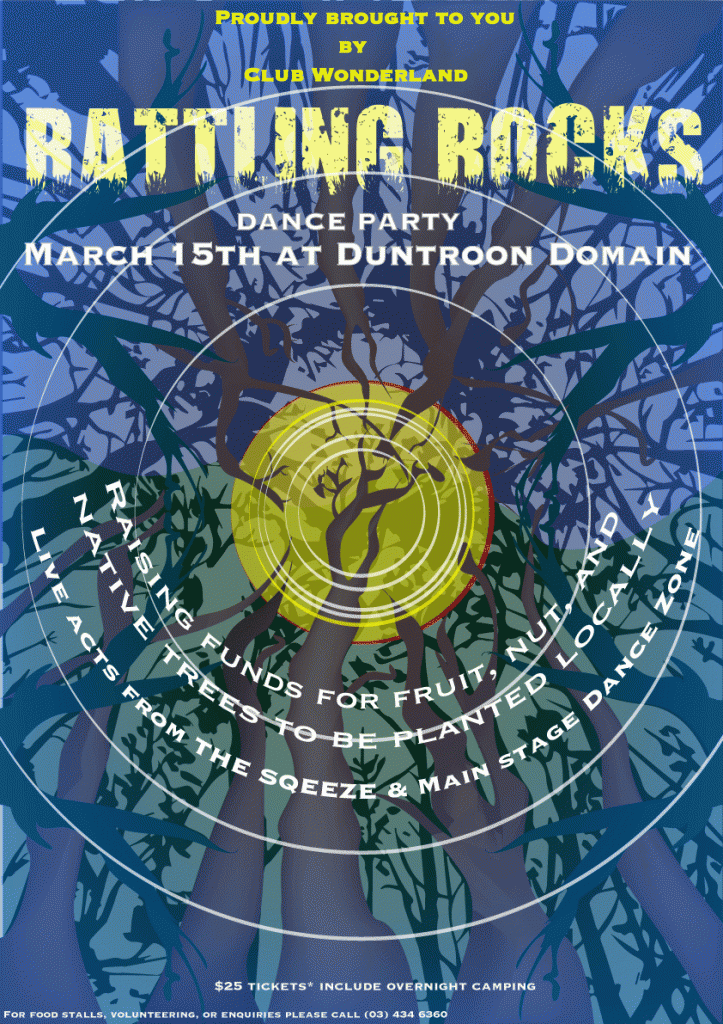 Proudly brought to you
by
Club Wonderland
RATTLING ROCKS
DANCE PARTY
March 15th at Duntroon Domain
Raising funds for fruit, nut, and
native trees to be planted locally
Live acts from THE SQEEZE & Main stage Dance zone
$25 tickets* include overnight camping
For food stalls, volunteering, or enquiries please call (03) 434 6360